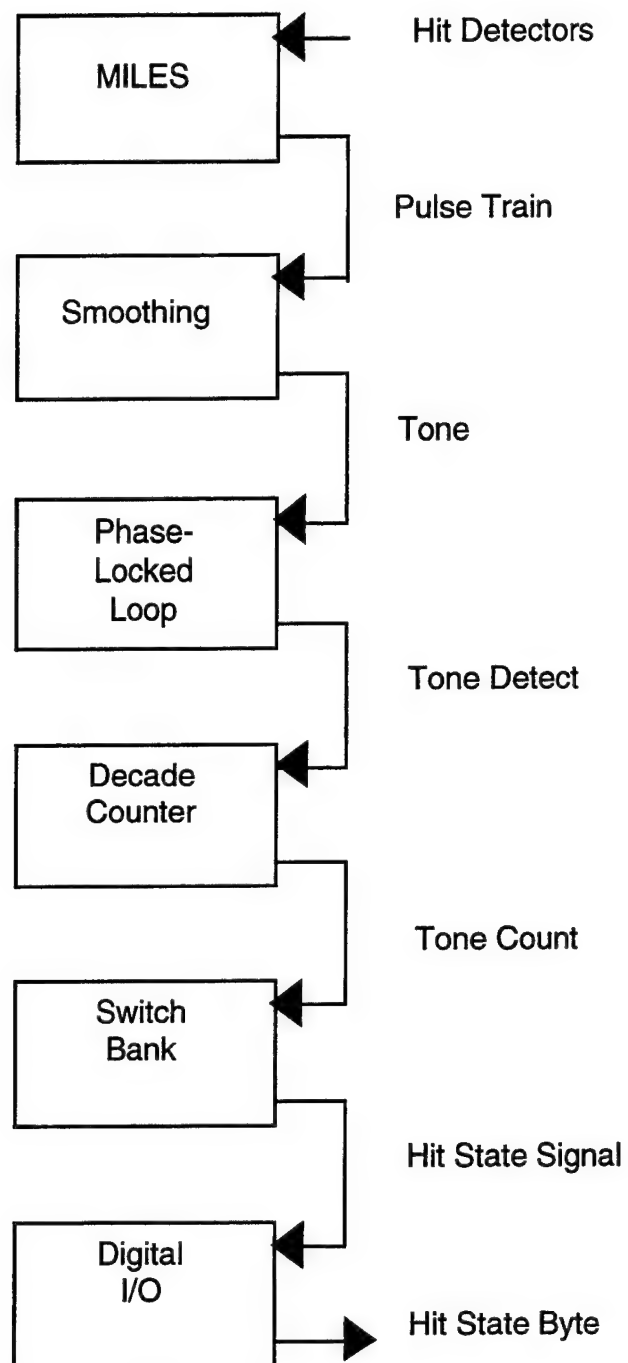 Hit Detectors
MILES
Pulse Train
Smoothing
Tone
Phase-
Locked
Loop
Tone Detect
Decade
Counter
Tone Count
Switch
Bank
Hit State Signal
Digital
I/O
Hit State Byte